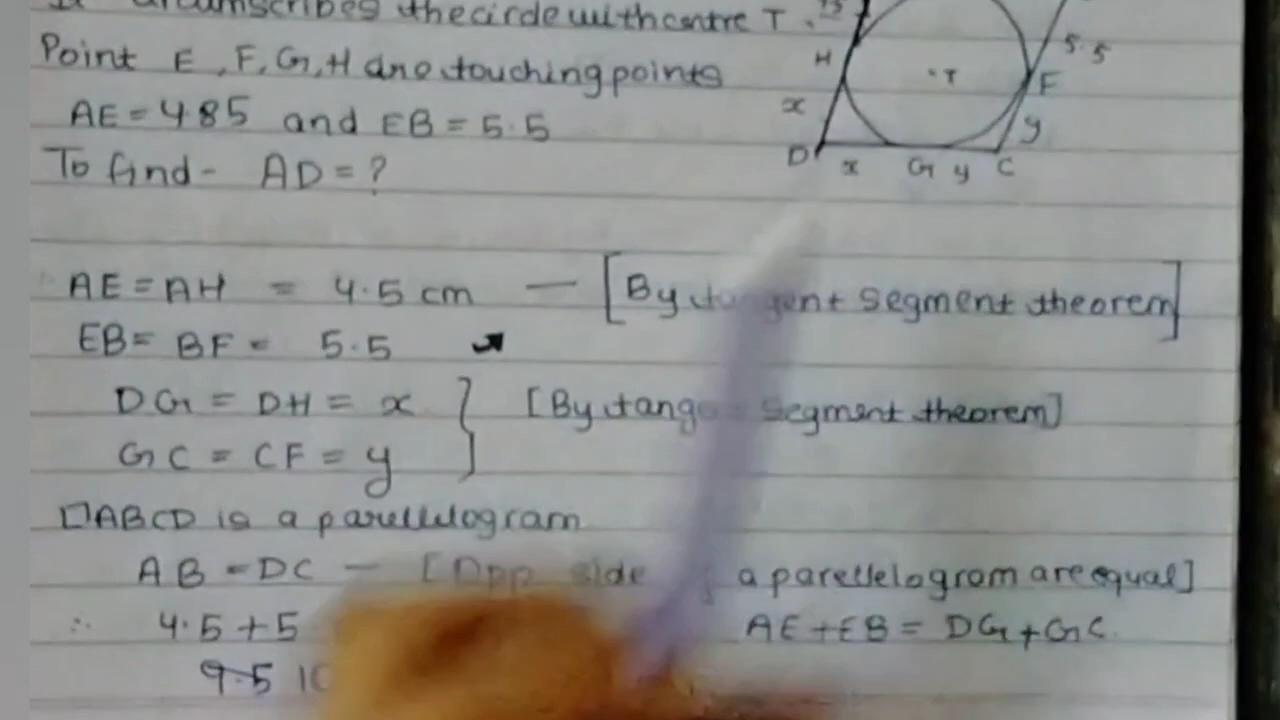 circumscribes the circle with centre T.
Point E, F, G, H are touching points
AE = 4.85 and EB = 5.5
To find - AD = ?
H
x
D
x
G
y
C
T
5.5
F
y
AE = AH = 4.5 cm — [By tangent segment theorem]
EB = BF = 5.5
DG = DH = x } [By tange segment theorem]
GC = CF = y
□ABCD is a parellelogram
AB = DC — [Opp side a parellelogram are equal]
∴ 4.5+5 AE+EB = DG+GC
9.5 10